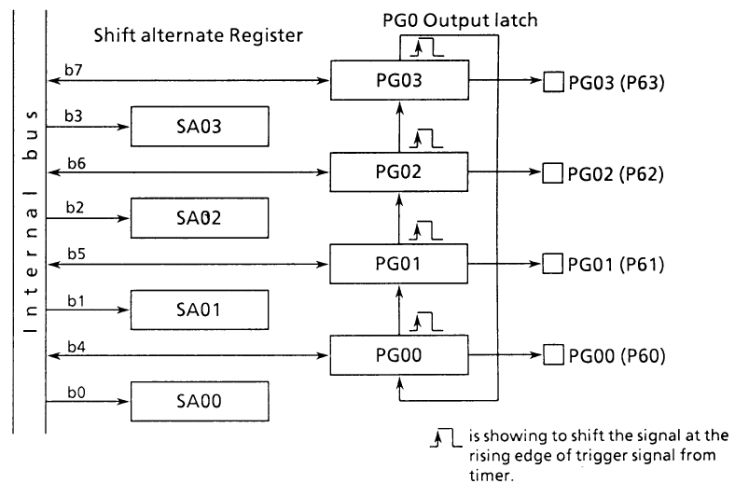 PG0 Output latch
Shift alternate Register
b7
PG03
PG03 (P63)
b3
SA03
b6
PG02
PG02 (P62)
b2
SA02
b5
PG01
PG01 (P61)
b1
SA01
b4
PG00
PG00 (P60)
b0
SA00
Internal bus
is showing to shift the signal at the
rising edge of trigger signal from
timer.